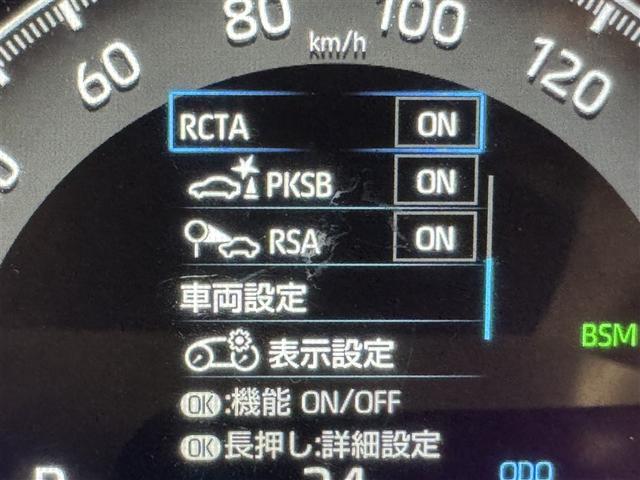 80 100
km/h
60 120
RCTA ON
PKSB ON
RSA ON
車両設定
BSM
表示設定
OK:機能 ON/OFF
OK長押し:詳細設定
ODO